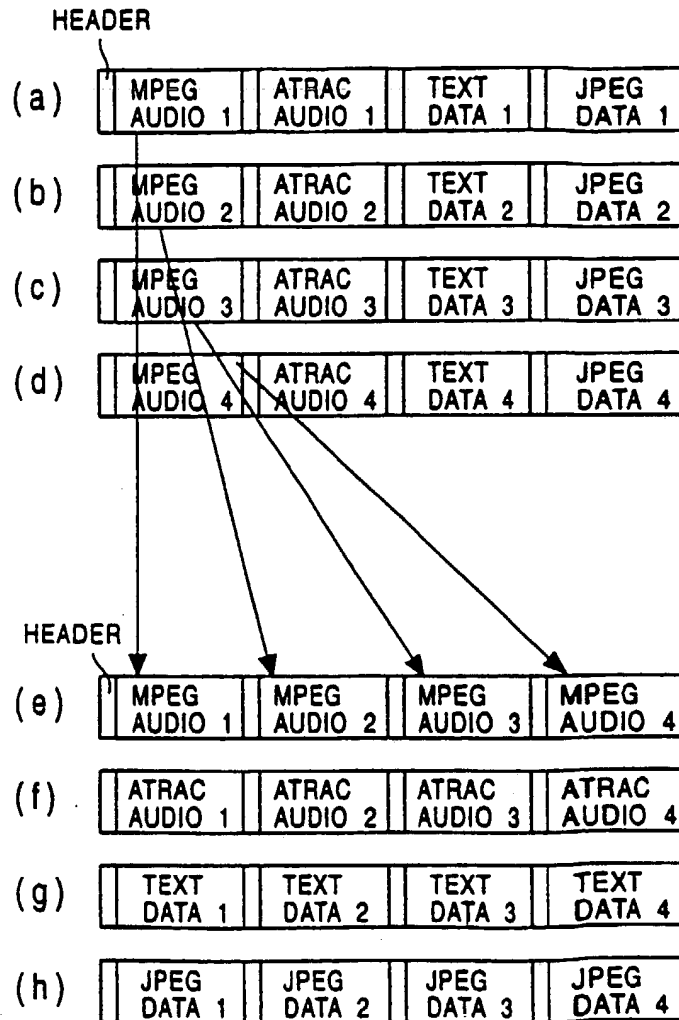 HEADER
(a) MPEG ATRAC TEXT JPEG
AUDIO 1 AUDIO 1 DATA 1 DATA 1
(b) MPEG ATRAC TEXT JPEG
AUDIO 2 AUDIO 2 DATA 2 DATA 2
(c) MPEG ATRAC TEXT JPEG
AUDIO 3 AUDIO 3 DATA 3 DATA 3
(d) MPEG ATRAC TEXT JPEG
AUDIO 4 AUDIO 4 DATA 4 DATA 4
HEADER
(e) MPEG MPEG MPEG MPEG
AUDIO 1 AUDIO 2 AUDIO 3 AUDIO 4
(f) ATRAC ATRAC ATRAC ATRAC
AUDIO 1 AUDIO 2 AUDIO 3 AUDIO 4
(g) TEXT TEXT TEXT TEXT
DATA 1 DATA 2 DATA 3 DATA 4
(h) JPEG JPEG JPEG JPEG
DATA 1 DATA 2 DATA 3 DATA 4